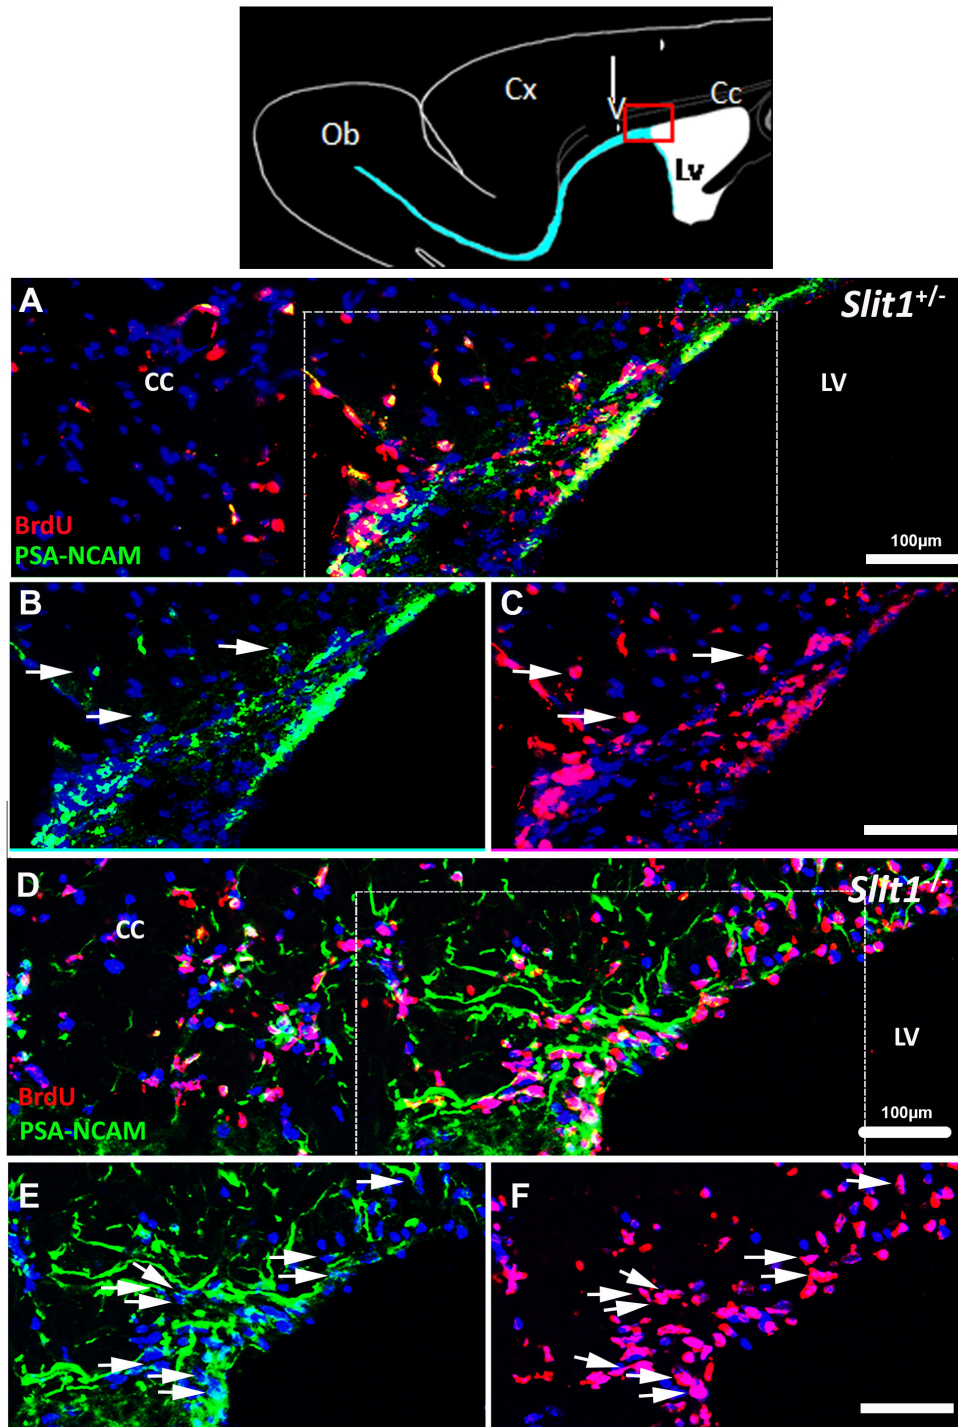 Cx
V
Cc
Ob
Lv
A
Slit1+/-
CC
LV
BrdU
PSA-NCAM
100µm
B
C
D
Slit1-/-
CC
LV
BrdU
PSA-NCAM
100µm
E
F